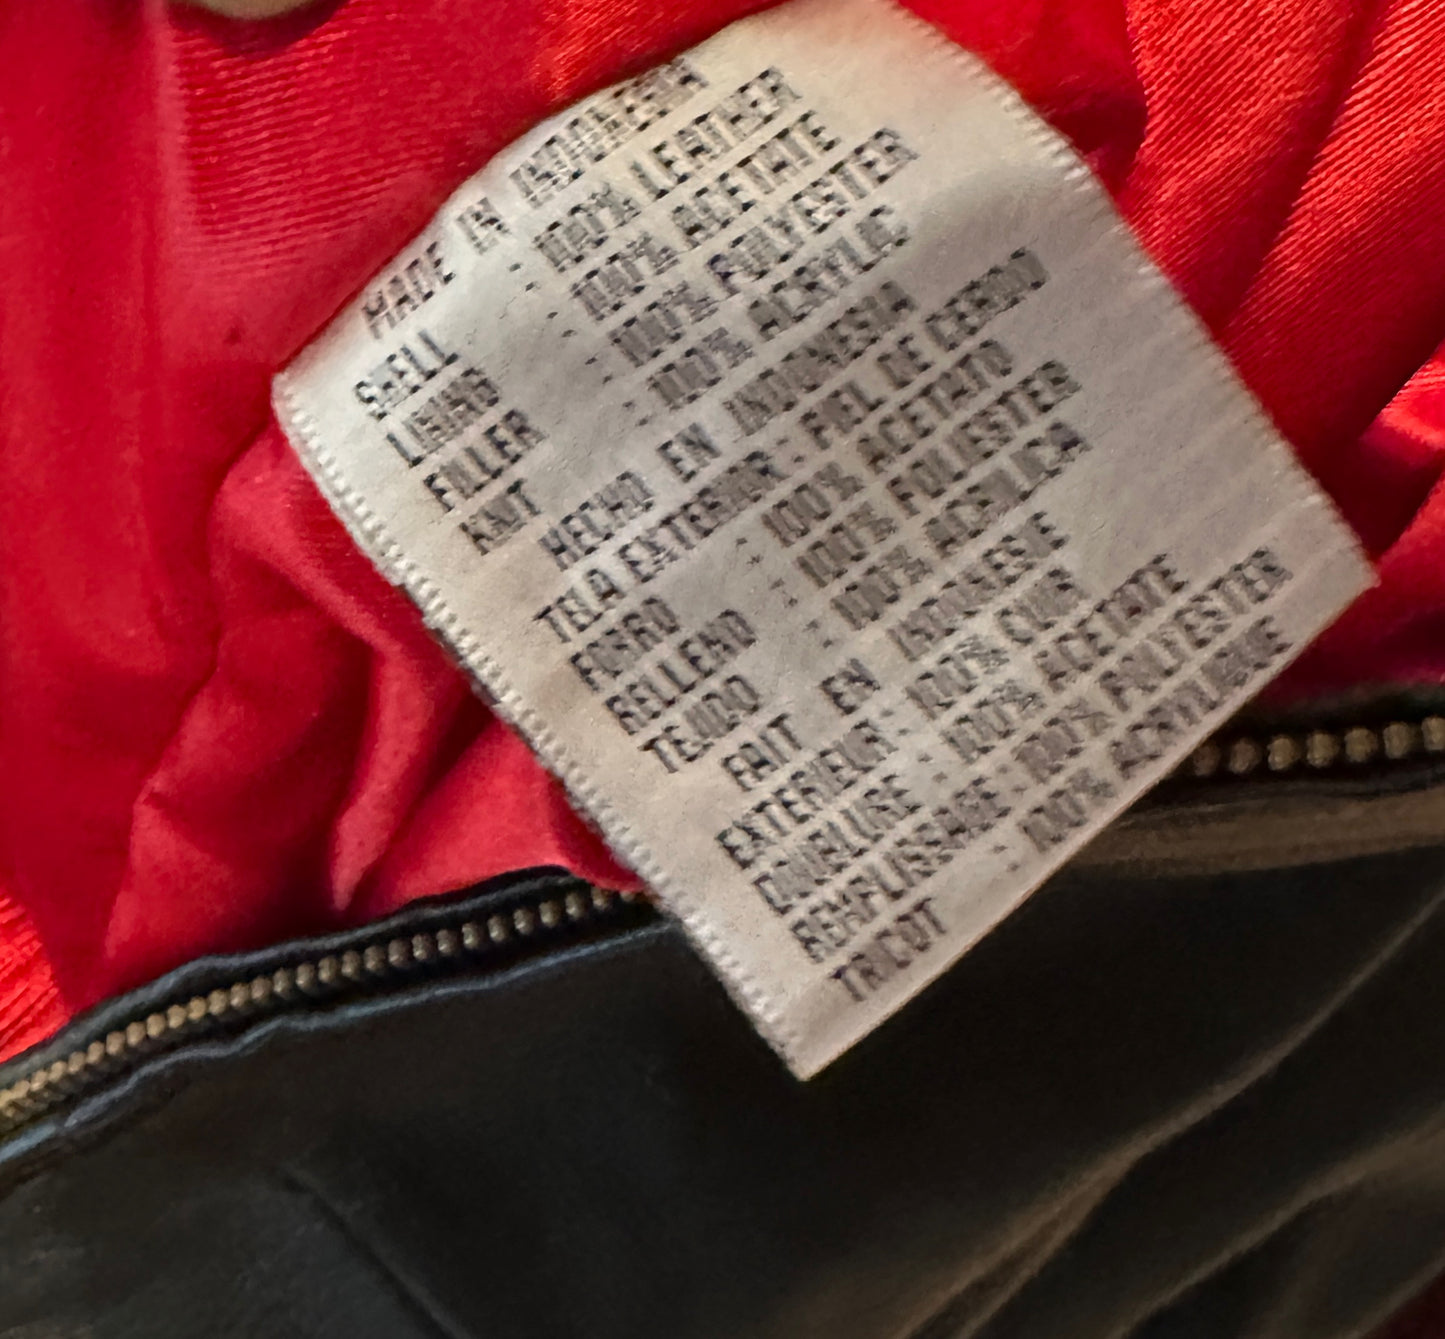 MADE IN INDONESIA
SHELL : 100% LEATHER
LINING : 100% ACETATE
FILLER : 100% POLYESTER
KNIT : 100% ACRYLIC
HECHO EN INDONESIA
TELA EXTERIOR : PIEL DE CERDO
FORRO : 100% ACETATO
RELLENO : 100% POLIESTER
TEJIDO : 100% ACRILICA
FAIT EN INDONESIE
EXTERIEUR : 100% CUIR
DOUBLURE : 100% ACETATE
REMPLISSAGE : 100% POLYESTER
TRICOT : 100% ACRYLIQUE